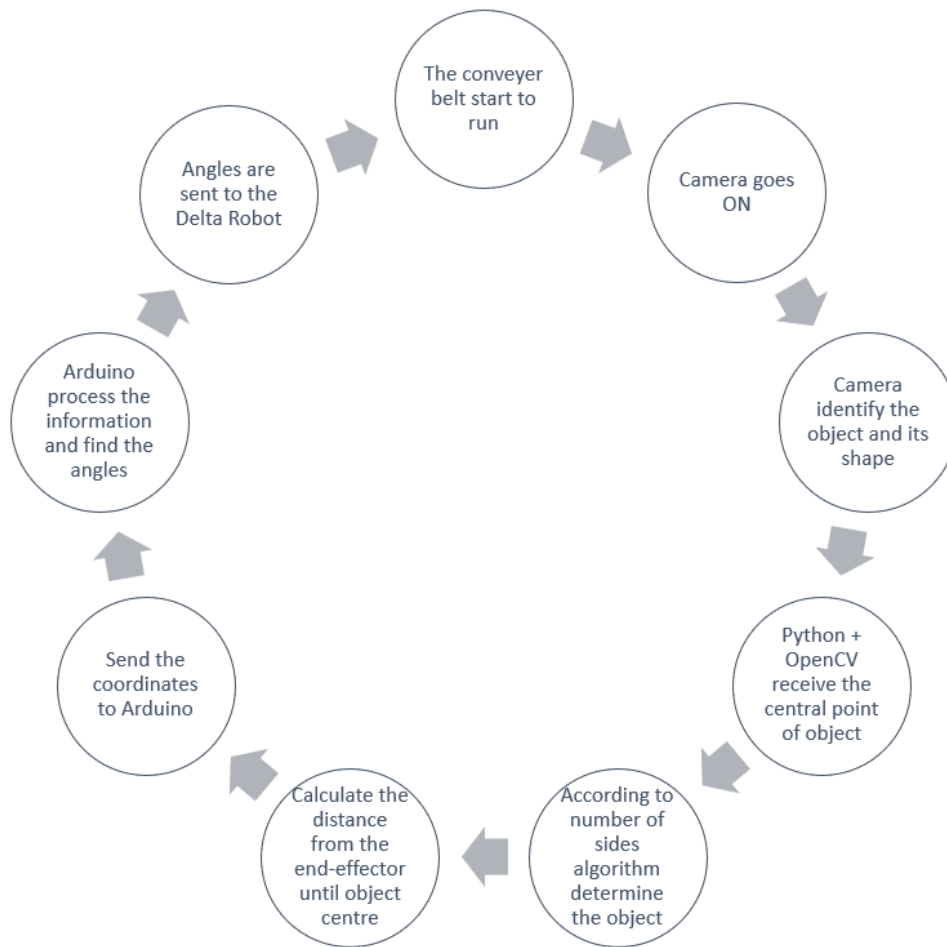 The conveyer
belt start to
run
Camera goes
ON
Camera
identify the
object and its
shape
Python +
OpenCV
receive the
central point
of object
According to
number of
sides
algorithm
determine
the object
Calculate the
distance
from the
end-effector
until object
centre
Send the
coordinates
to Arduino
Arduino
process the
information
and find the
angles
Angles are
sent to the
Delta Robot